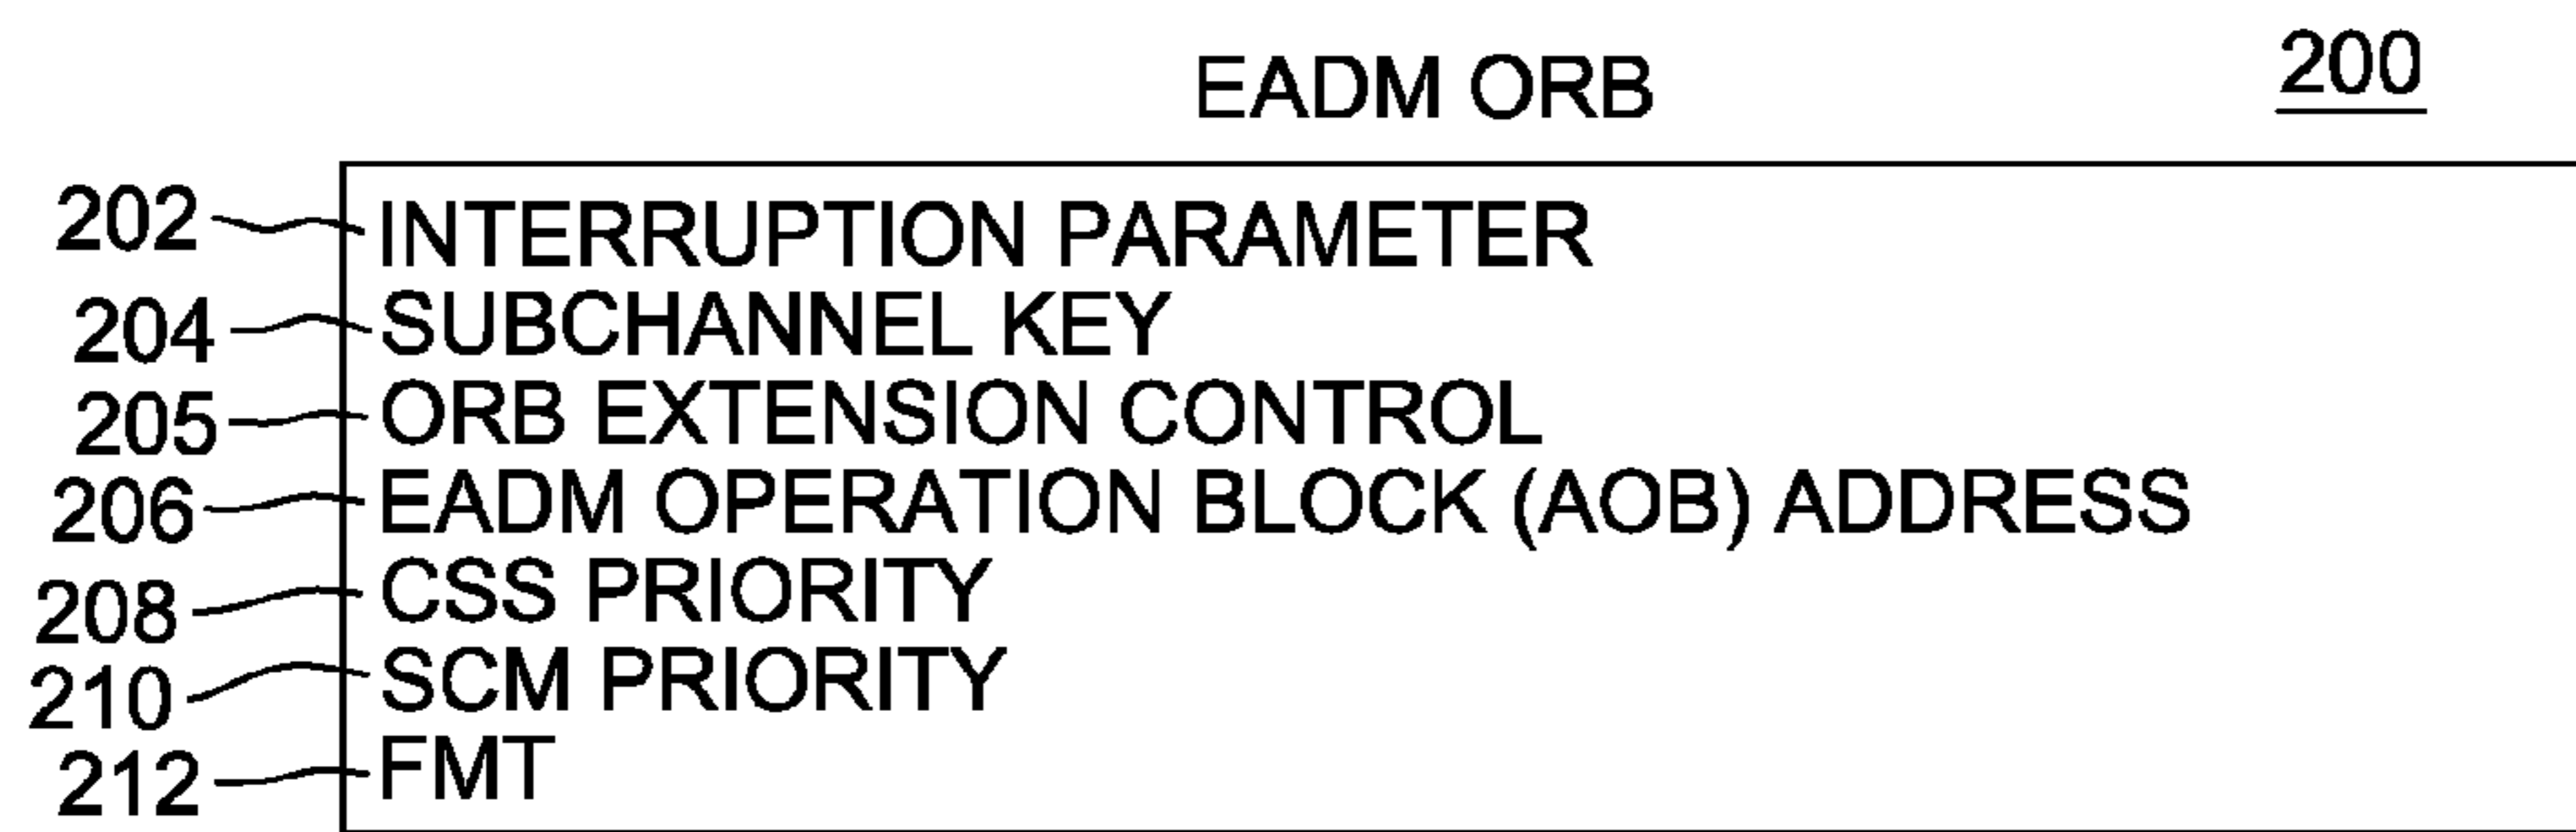 EADM ORB 200
202 INTERRUPTION PARAMETER
204 SUBCHANNEL KEY
205 ORB EXTENSION CONTROL
206 EADM OPERATION BLOCK (AOB) ADDRESS
208 CSS PRIORITY
210 SCM PRIORITY
212 FMT